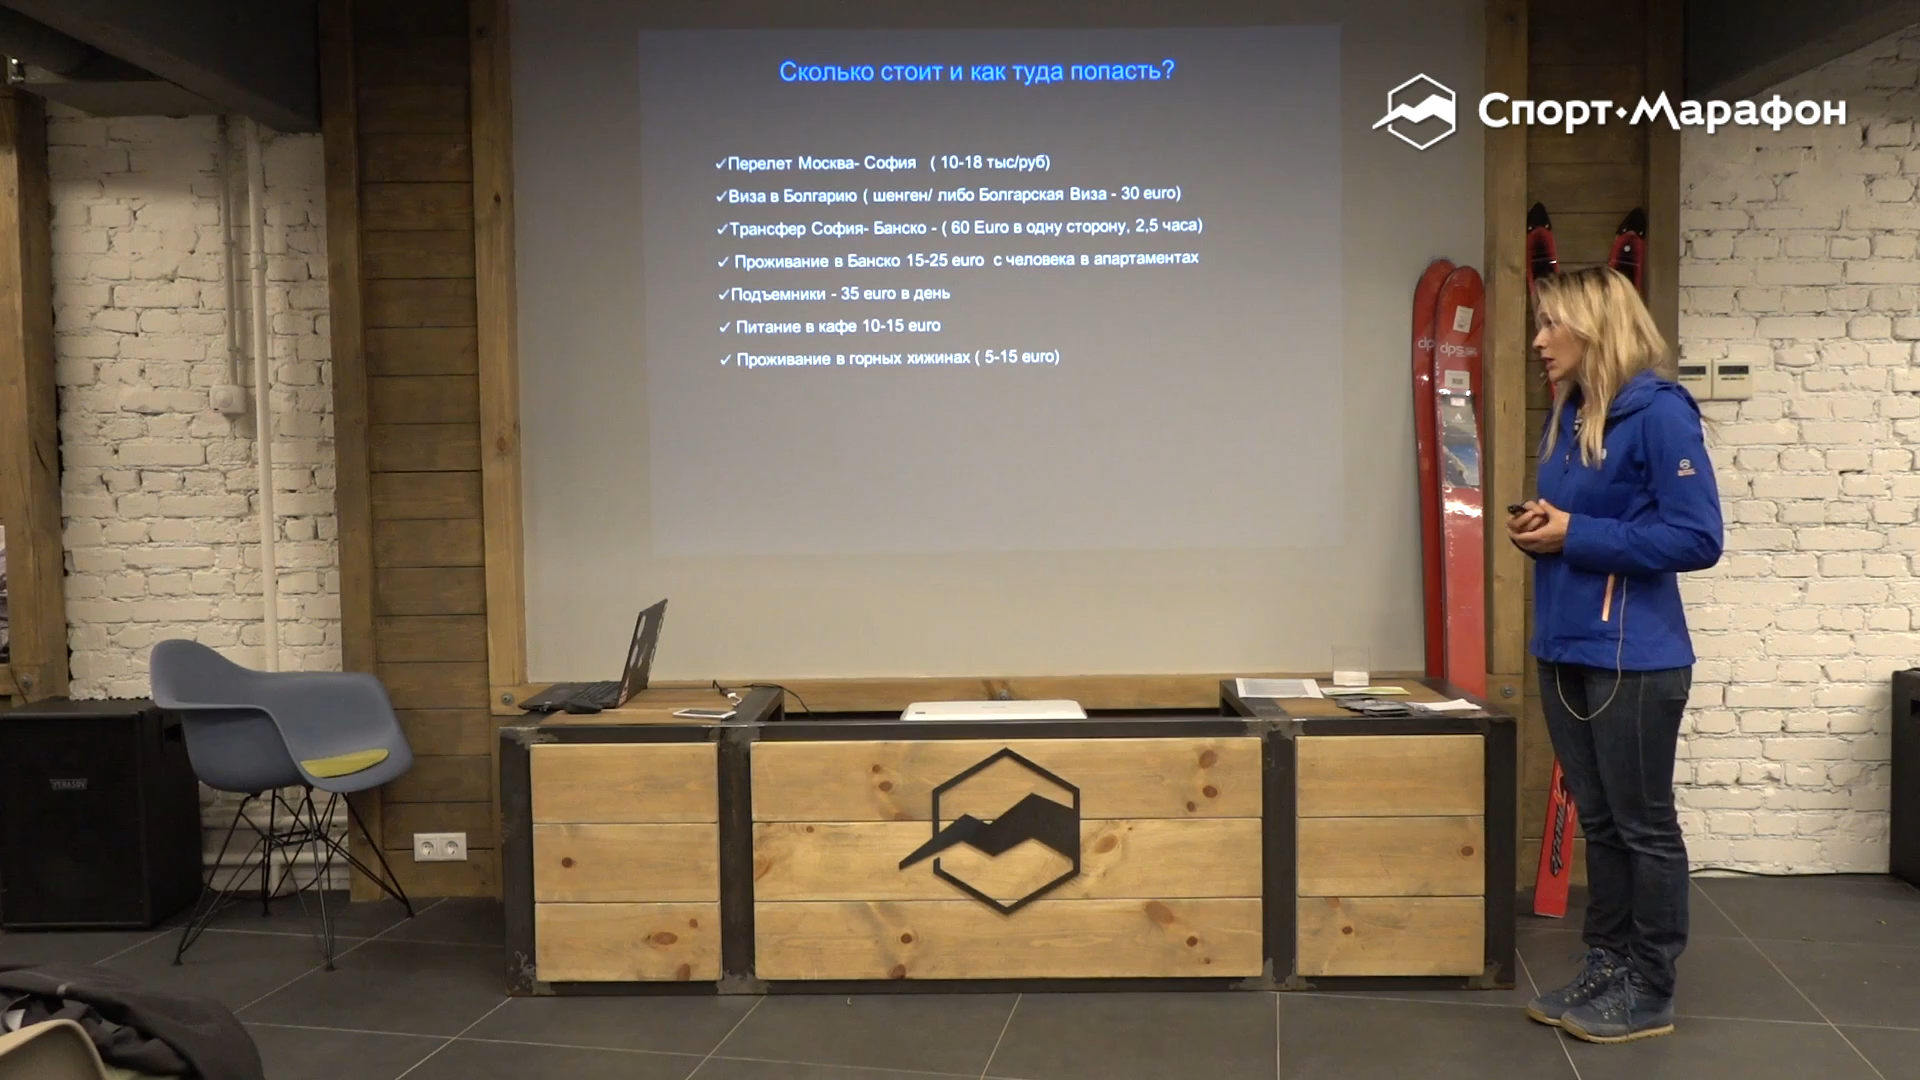 Сколько стоит и как туда попасть?
Спорт-Марафон
✓Перелет Москва- София ( 10-18 тыс/руб)
✓Виза в Болгарию ( шенген/ либо Болгарская Виза - 30 euro)
✓Трансфер София- Банско - ( 60 Euro в одну сторону, 2,5 часа)
✓ Проживание в Банско 15-25 euro с человека в апартаментах
✓Подъемники - 35 euro в день
✓ Питание в кафе 10-15 euro
✓ Проживание в горных хижинах ( 5-15 euro)
dps